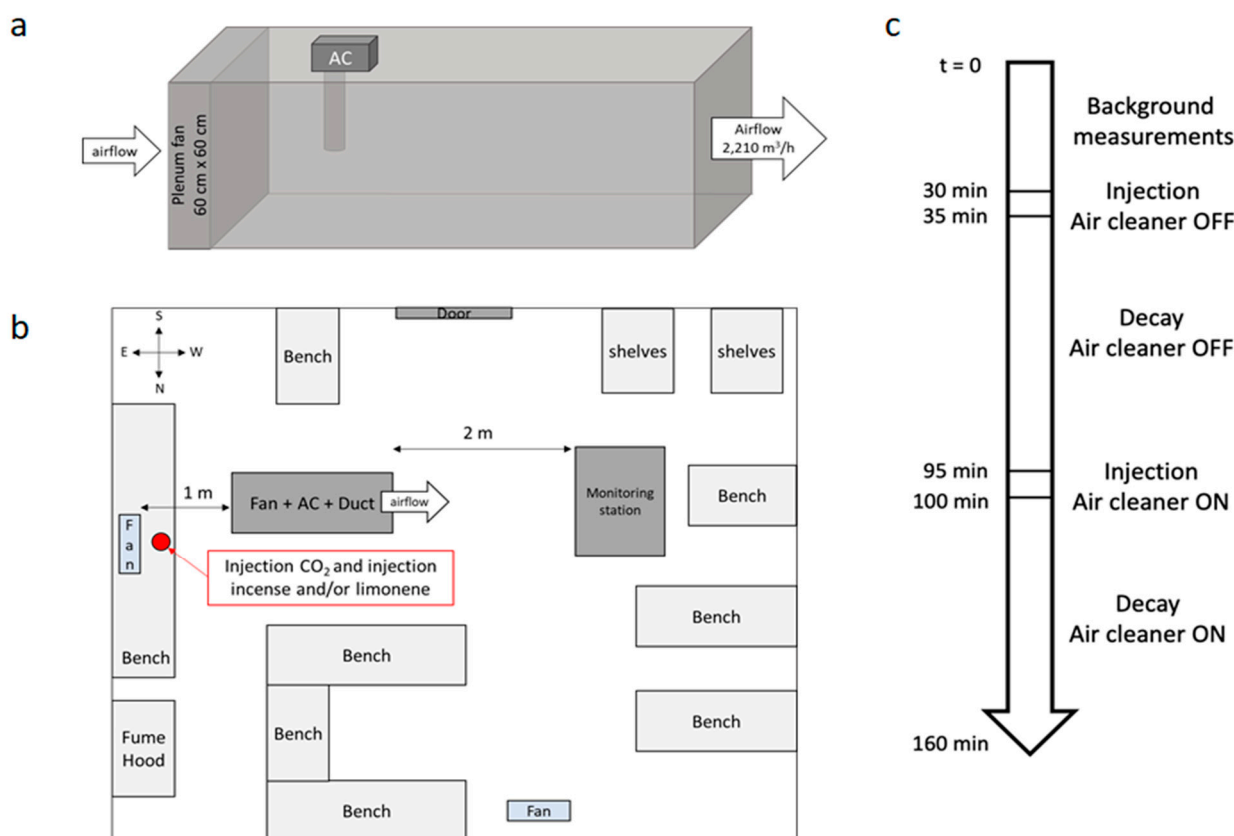 a
AC
airflow
Plenum fan
60 cm x 60 cm
Airflow
2,210 m³/h
b
S
E
W
N
Door
Bench
shelves
shelves
2 m
1 m
Fan + AC + Duct
airflow
Monitoring
station
Bench
Fan
Injection CO₂ and injection
incense and/or limonene
Bench
Bench
Bench
Fume
Hood
Bench
Bench
Bench
Fan
c
t = 0
Background
measurements
30 min
35 min
Injection
Air cleaner OFF
Decay
Air cleaner OFF
95 min
100 min
Injection
Air cleaner ON
Decay
Air cleaner ON
160 min